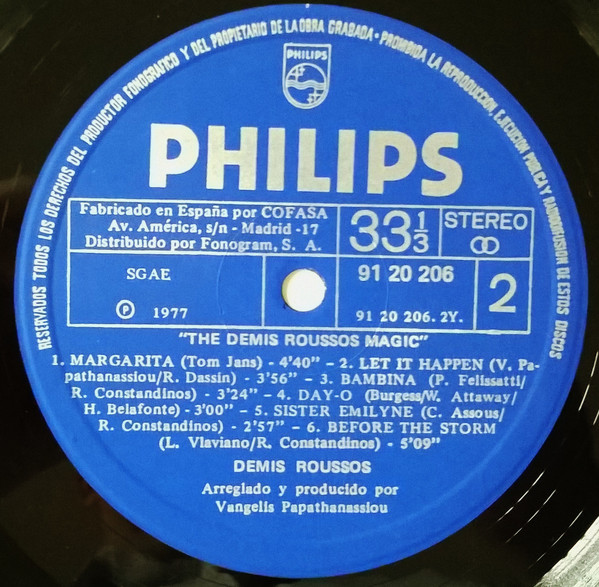 RESERVADOS TODOS LOS DERECHOS DEL PRODUCTOR FONOGRAFICO Y DEL PROPIETARIO DE LA OBRA GRABADA - PROHIBIDA LA REPRODUCCION, EJECUCION PUBLICA Y RADIODIFUSION DE ESTOS DISCOS
PHILIPS
PHILIPS
Fabricado en España por COFASA
Av. América, s/n - Madrid -17
Distribuido por Fonogram, S. A.
33 1/3
STEREO
SGAE
Ⓟ 1977
91 20 206
91 20 206. 2Y.
2
"THE DEMIS ROUSSOS MAGIC"
1. MARGARITA (Tom Jans) - 4'40" - 2. LET IT HAPPEN (V. Pa-
pathanassiou/R. Dassin) - 3'56" - 3. BAMBINA (P. Felissatti/
R. Constandinos) - 3'24" - 4. DAY-O (Burgess/W. Attaway/
H. Belafonte) - 3'00" - 5. SISTER EMILYNE (C. Assous/
R. Constandinos) - 2'57" - 6. BEFORE THE STORM
(L. Vlaviano/R. Constandinos) - 5'09"
DEMIS ROUSSOS
Arreglado y producido por
Vangelis Papathanassiou